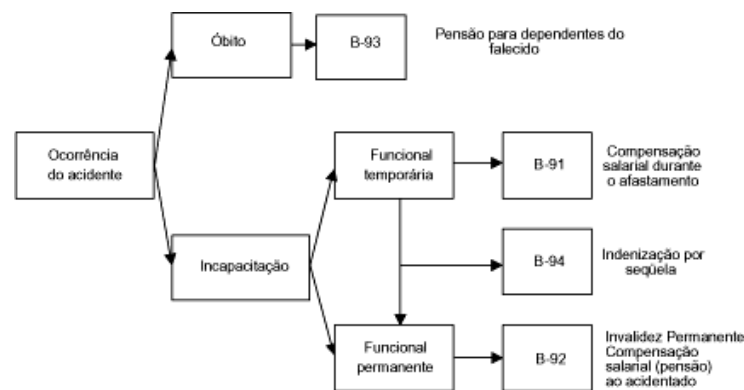 Óbito
B-93
Pensão para dependentes do
falecido
Ocorrência
do acidente
Funcional
temporária
B-91
Compensação
salarial durante
o afastamento
Incapacitação
B-94
Indenização por
seqüela
Funcional
permanente
B-92
Invalidez Permanente
Compensação
salarial (pensão)
ao acidentado